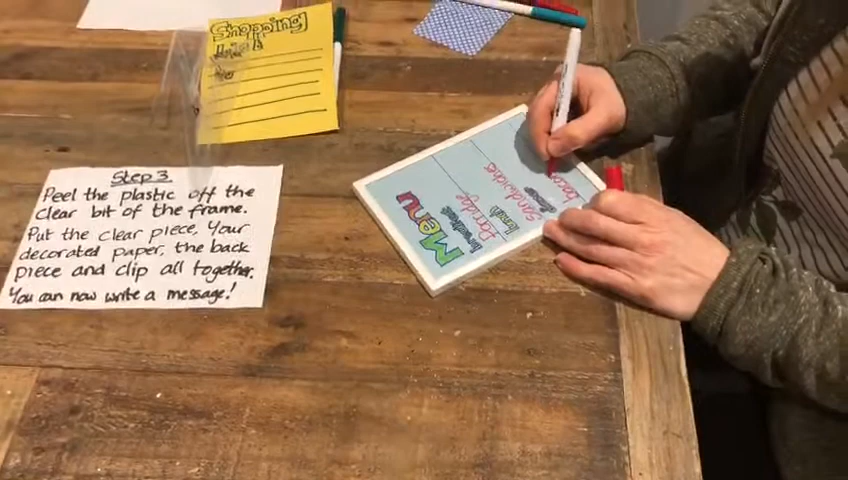 Shopping
List
Step 3
Peel the plastic off the
clear bit of the frame.
Put the clear piece, your
decorated paper, the back
piece and clip all together.
You can now write a message!
Menu
breakfast
Porridge
lunch
Sandwiches
dinner
bacon